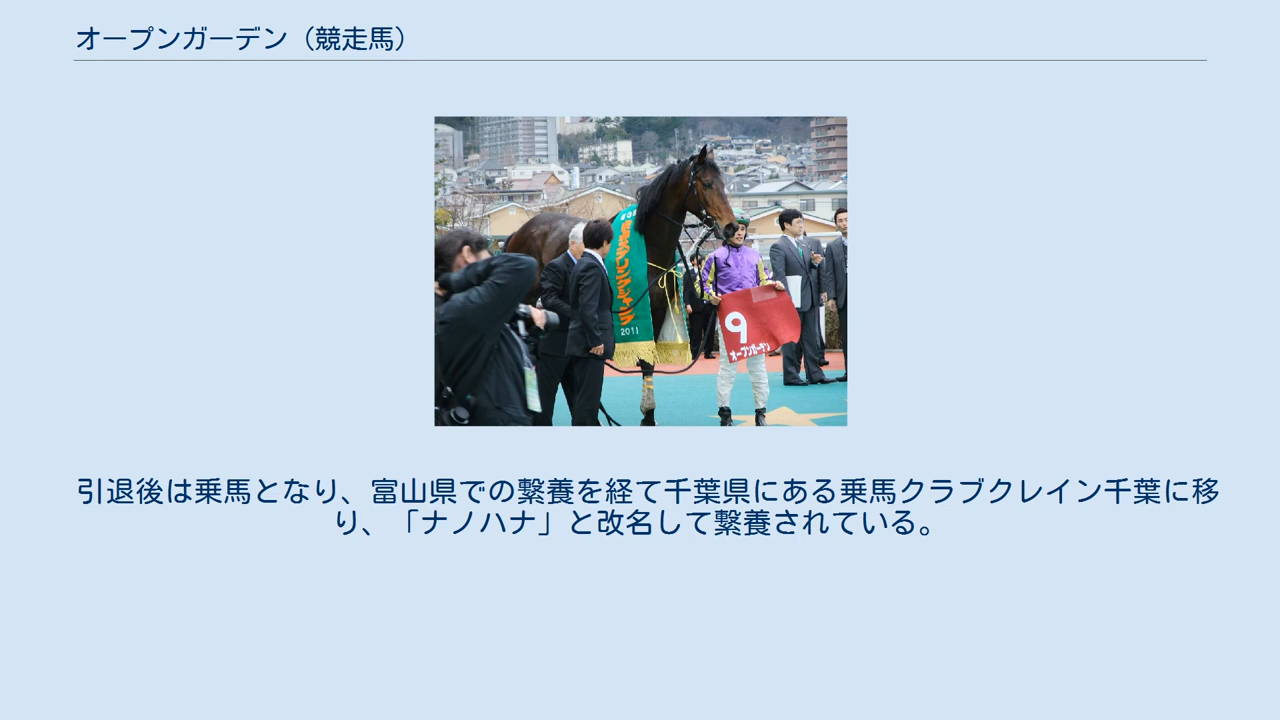 オープンガーデン（競走馬）
2011
9
オープンガーデン
引退後は乗馬となり、富山県での繋養を経て千葉県にある乗馬クラブクレイン千葉に移
り、「ナノハナ」と改名して繋養されている。